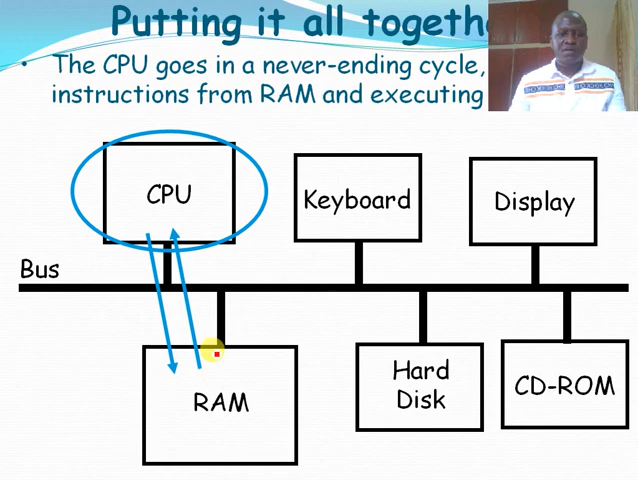 Putting it all togethe
• The CPU goes in a never-ending cycle,
instructions from RAM and executing
CPU
Keyboard
Display
Bus
RAM
Hard
Disk
CD-ROM